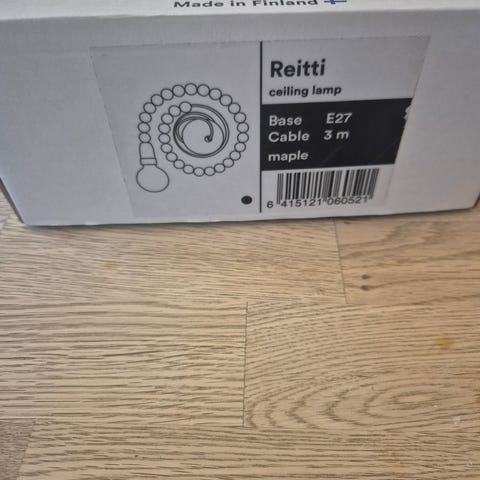 Made in Finland
Reitti
ceiling lamp
Base E27
Cable 3 m
maple
6 415121 060521